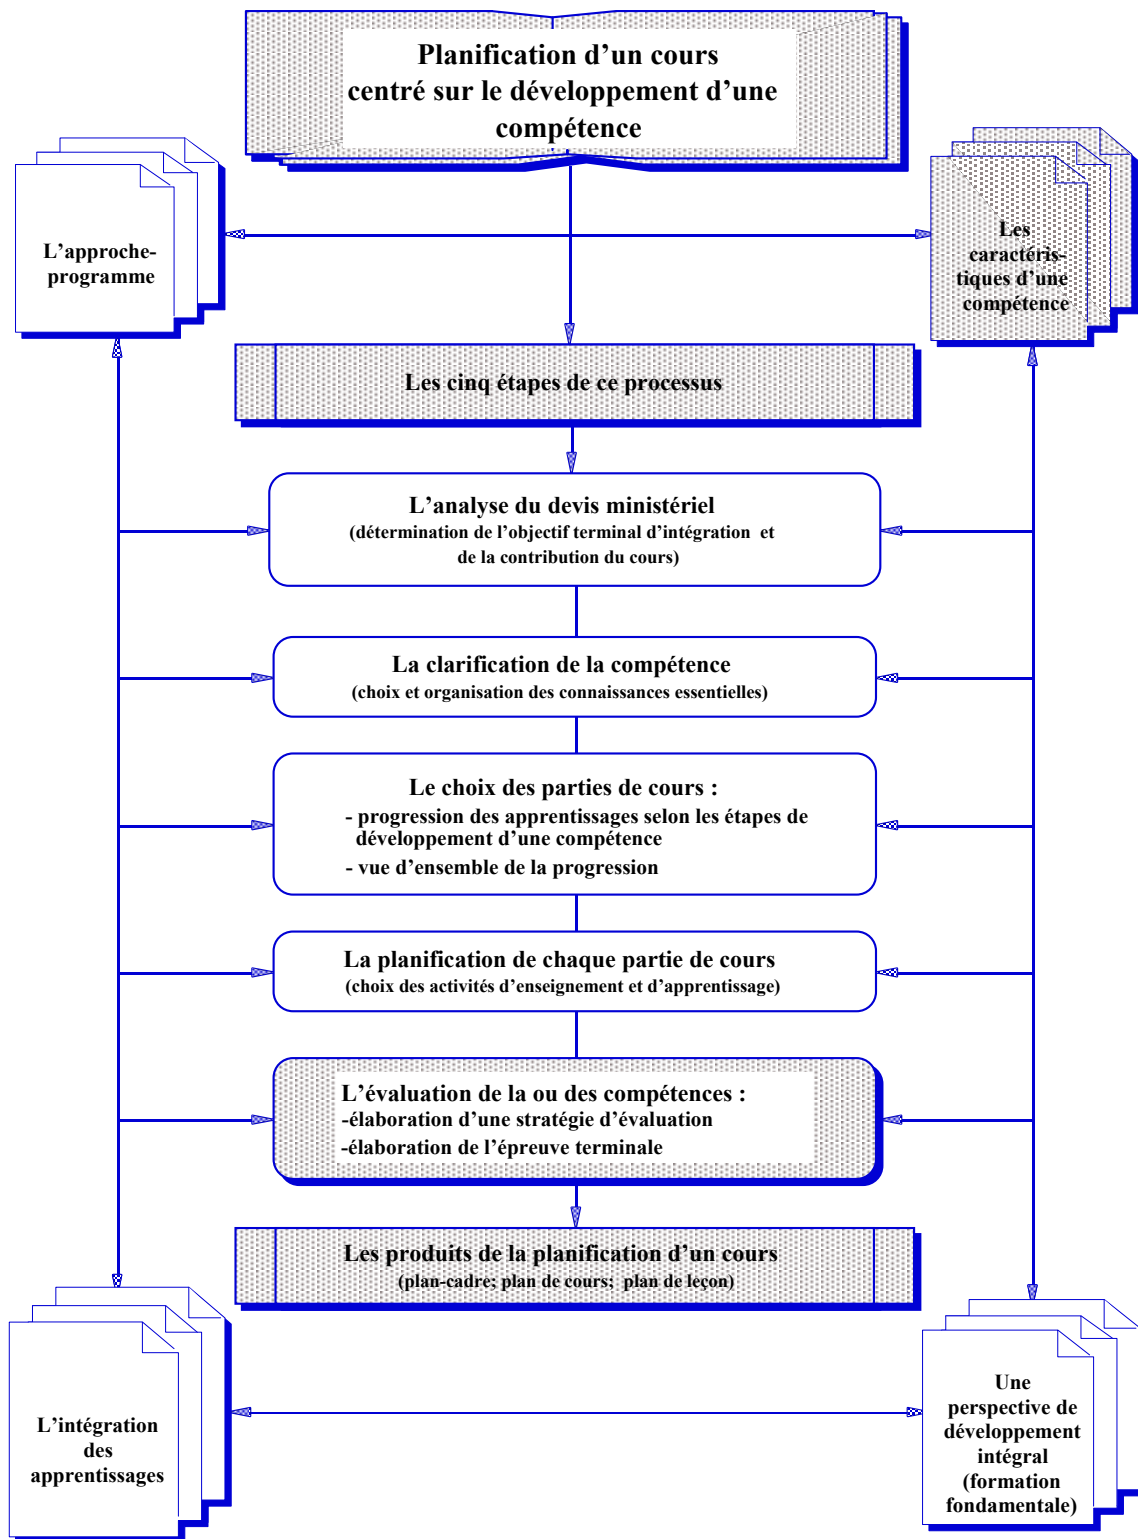 Planification d’un cours
centré sur le développement d’une
compétence
L’approche-
programme
Les
caractéris-
tiques d’une
compétence
Les cinq étapes de ce processus
L’analyse du devis ministériel
(détermination de l’objectif terminal d’intégration et
de la contribution du cours)
La clarification de la compétence
(choix et organisation des connaissances essentielles)
Le choix des parties de cours :
- progression des apprentissages selon les étapes de
développement d’une compétence
- vue d’ensemble de la progression
La planification de chaque partie de cours
(choix des activités d’enseignement et d’apprentissage)
L’évaluation de la ou des compétences :
-élaboration d’une stratégie d’évaluation
-élaboration de l’épreuve terminale
Les produits de la planification d’un cours
(plan-cadre; plan de cours; plan de leçon)
L’intégration
des
apprentissages
Une
perspective de
développement
intégral
(formation
fondamentale)